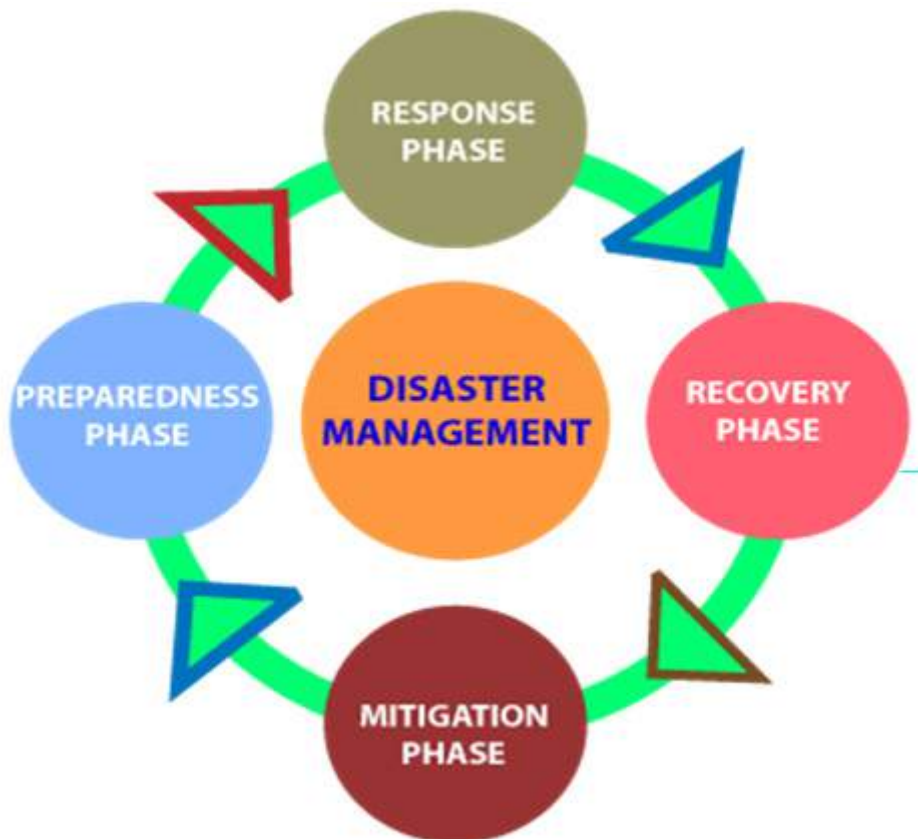 RESPONSE
PHASE
PREPAREDNESS
PHASE
DISASTER
MANAGEMENT
RECOVERY
PHASE
MITIGATION
PHASE